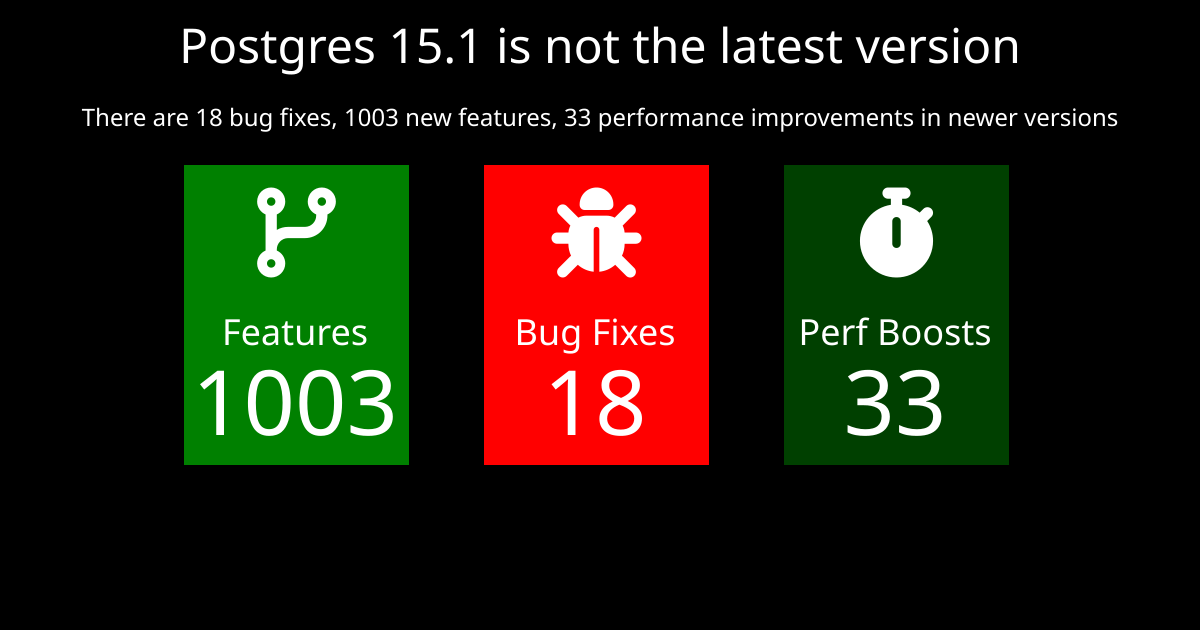 Postgres 15.1 is not the latest version
There are 18 bug fixes, 1003 new features, 33 performance improvements in newer versions
Features
1003
Bug Fixes
18
Perf Boosts
33